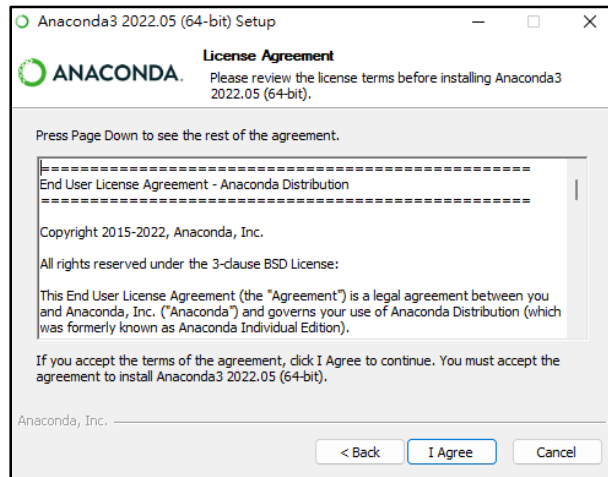 Anaconda3 2022.05 (64-bit) Setup
License Agreement
ANACONDA.
Please review the license terms before installing Anaconda3
2022.05 (64-bit).
Press Page Down to see the rest of the agreement.
====================================================
End User License Agreement - Anaconda Distribution
====================================================
Copyright 2015-2022, Anaconda, Inc.
All rights reserved under the 3-clause BSD License:
This End User License Agreement (the "Agreement") is a legal agreement between you
and Anaconda, Inc. ("Anaconda") and governs your use of Anaconda Distribution (which
was formerly known as Anaconda Individual Edition).
If you accept the terms of the agreement, click I Agree to continue. You must accept the
agreement to install Anaconda3 2022.05 (64-bit).
Anaconda, Inc.
< Back
I Agree
Cancel